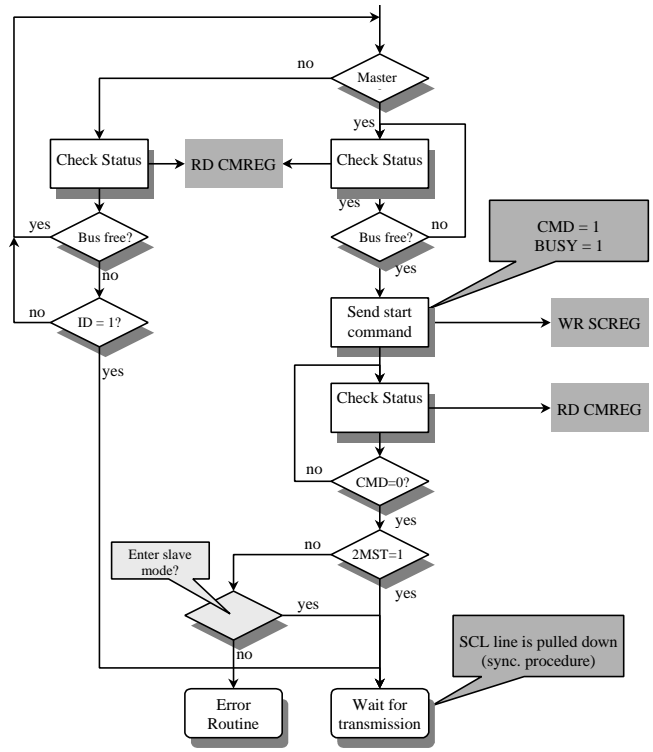 no
Master
yes
Check Status
RD CMREG
Check Status
yes
yes
Bus free?
Bus free?
no
CMD = 1
BUSY = 1
no
yes
no
ID = 1?
Send start
command
WR SCREG
yes
Check Status
RD CMREG
no
CMD=0?
yes
no
2MST=1
Enter slave
mode?
yes
yes
no
SCL line is pulled down
(sync. procedure)
Error
Routine
Wait for
transmission